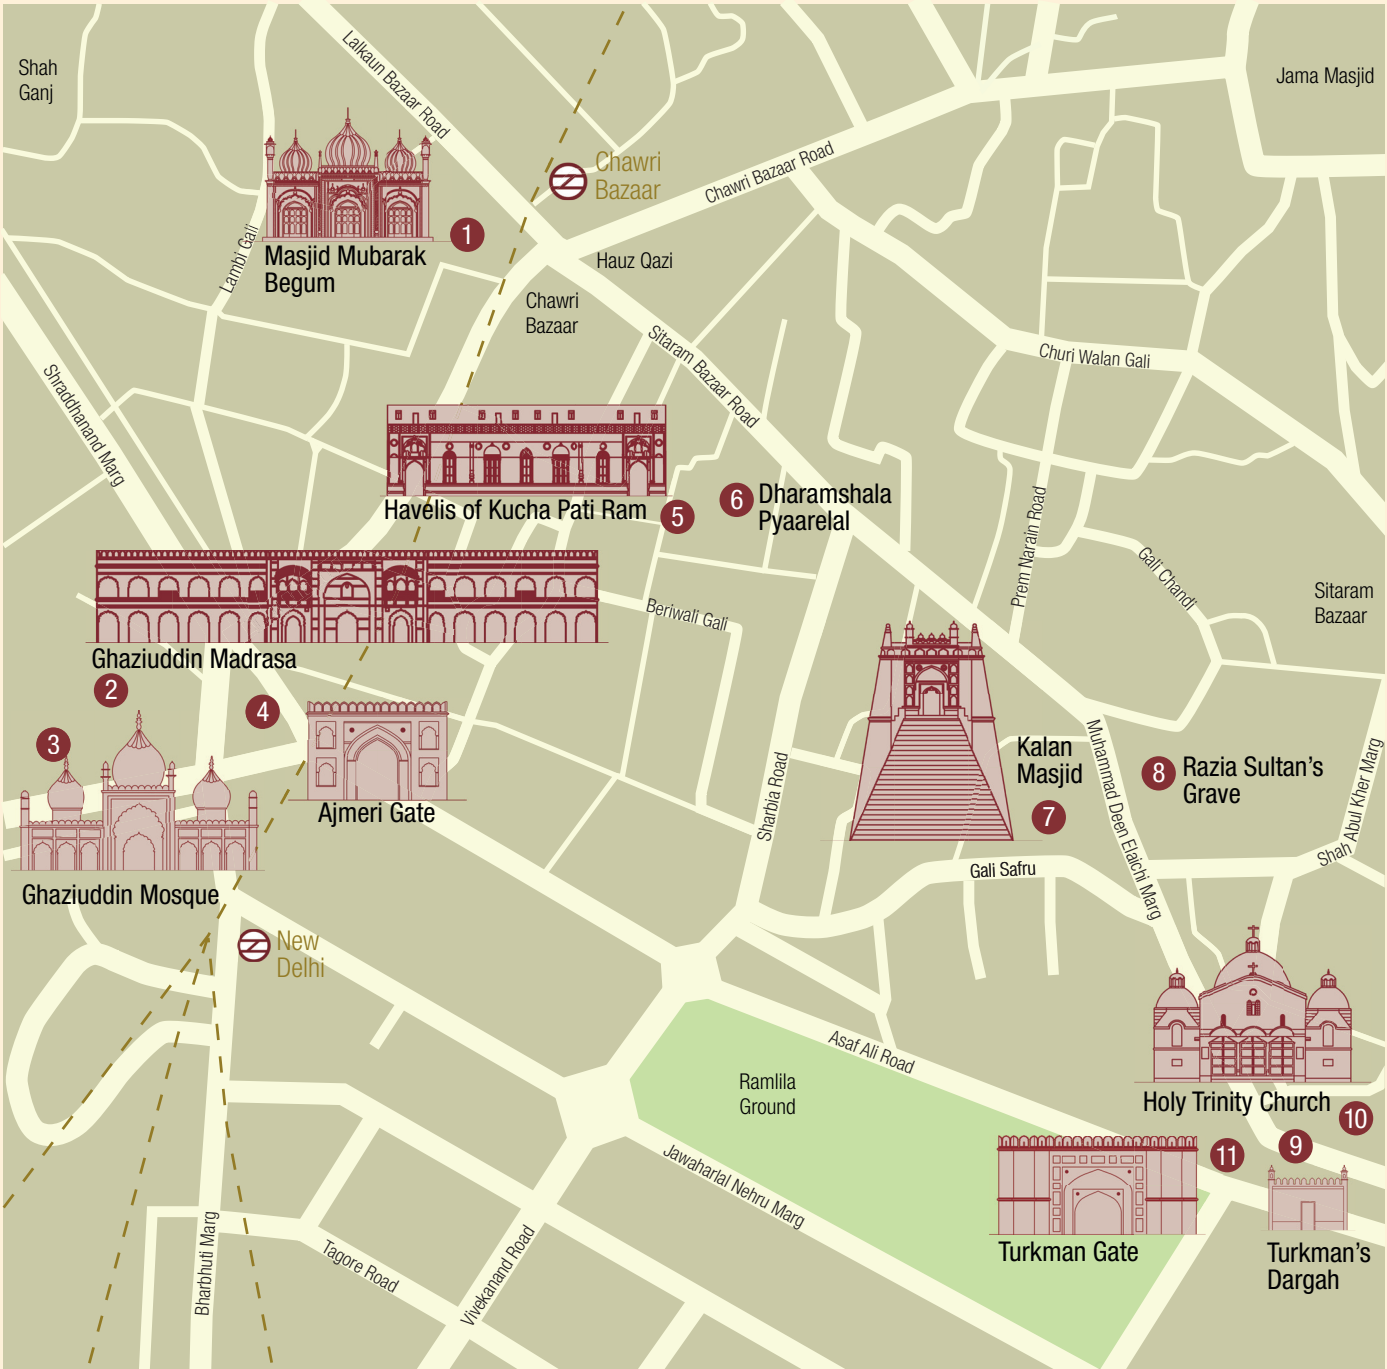 Shah
Ganj
Lalkaun Bazaar Road
Jama Masjid
Chawri
Bazaar
Chawri Bazaar Road
1
Masjid Mubarak
Begum
Lambi Gali
Hauz Qazi
Chawri
Bazaar
Sitaram Bazaar Road
Churi Walan Gali
Shraddhanand Marg
Havelis of Kucha Pati Ram
5
6
Dharamshala
Pyaarelal
Prem Narain Road
Gali Chandi
Sitaram
Bazaar
Beriwali Gali
Ghaziuddin Madrasa
2
4
3
Ajmeri Gate
Ghaziuddin Mosque
Sharbia Road
Kalan
Masjid
7
Muhammad Deen Elaichi Marg
8
Razia Sultan's
Grave
Shah Abul Kher Marg
Gali Safru
New
Delhi
Asaf Ali Road
Ramlila
Ground
Holy Trinity Church
10
9
11
Jawaharlal Nehru Marg
Turkman Gate
Turkman's
Dargah
Bharbhuti Marg
Tagore Road
Vivekanand Road